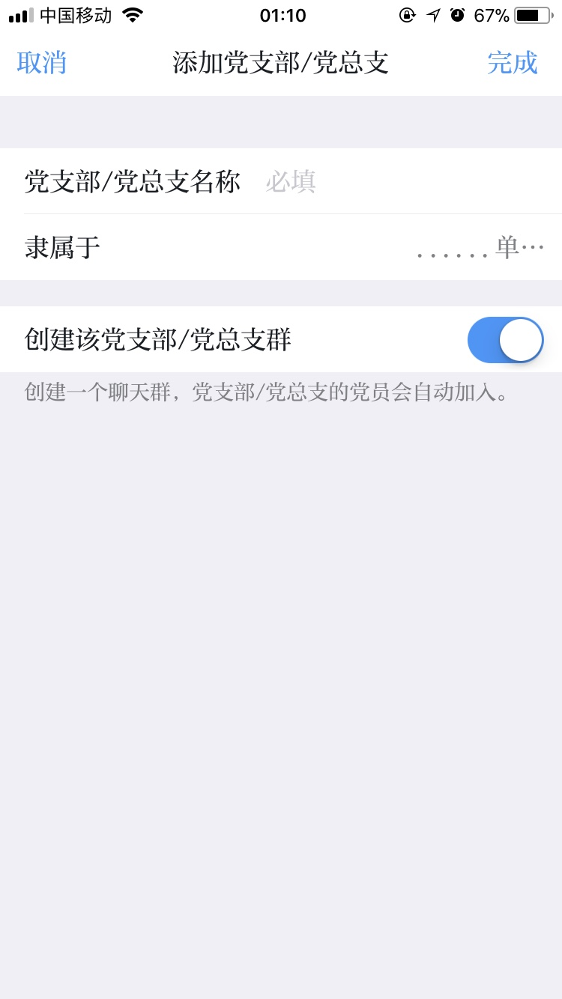 中国移动 01:10 67%
取消 添加党支部/党总支 完成
党支部/党总支名称 必填
隶属于 ......单…
创建该党支部/党总支群
创建一个聊天群，党支部/党总支的党员会自动加入。